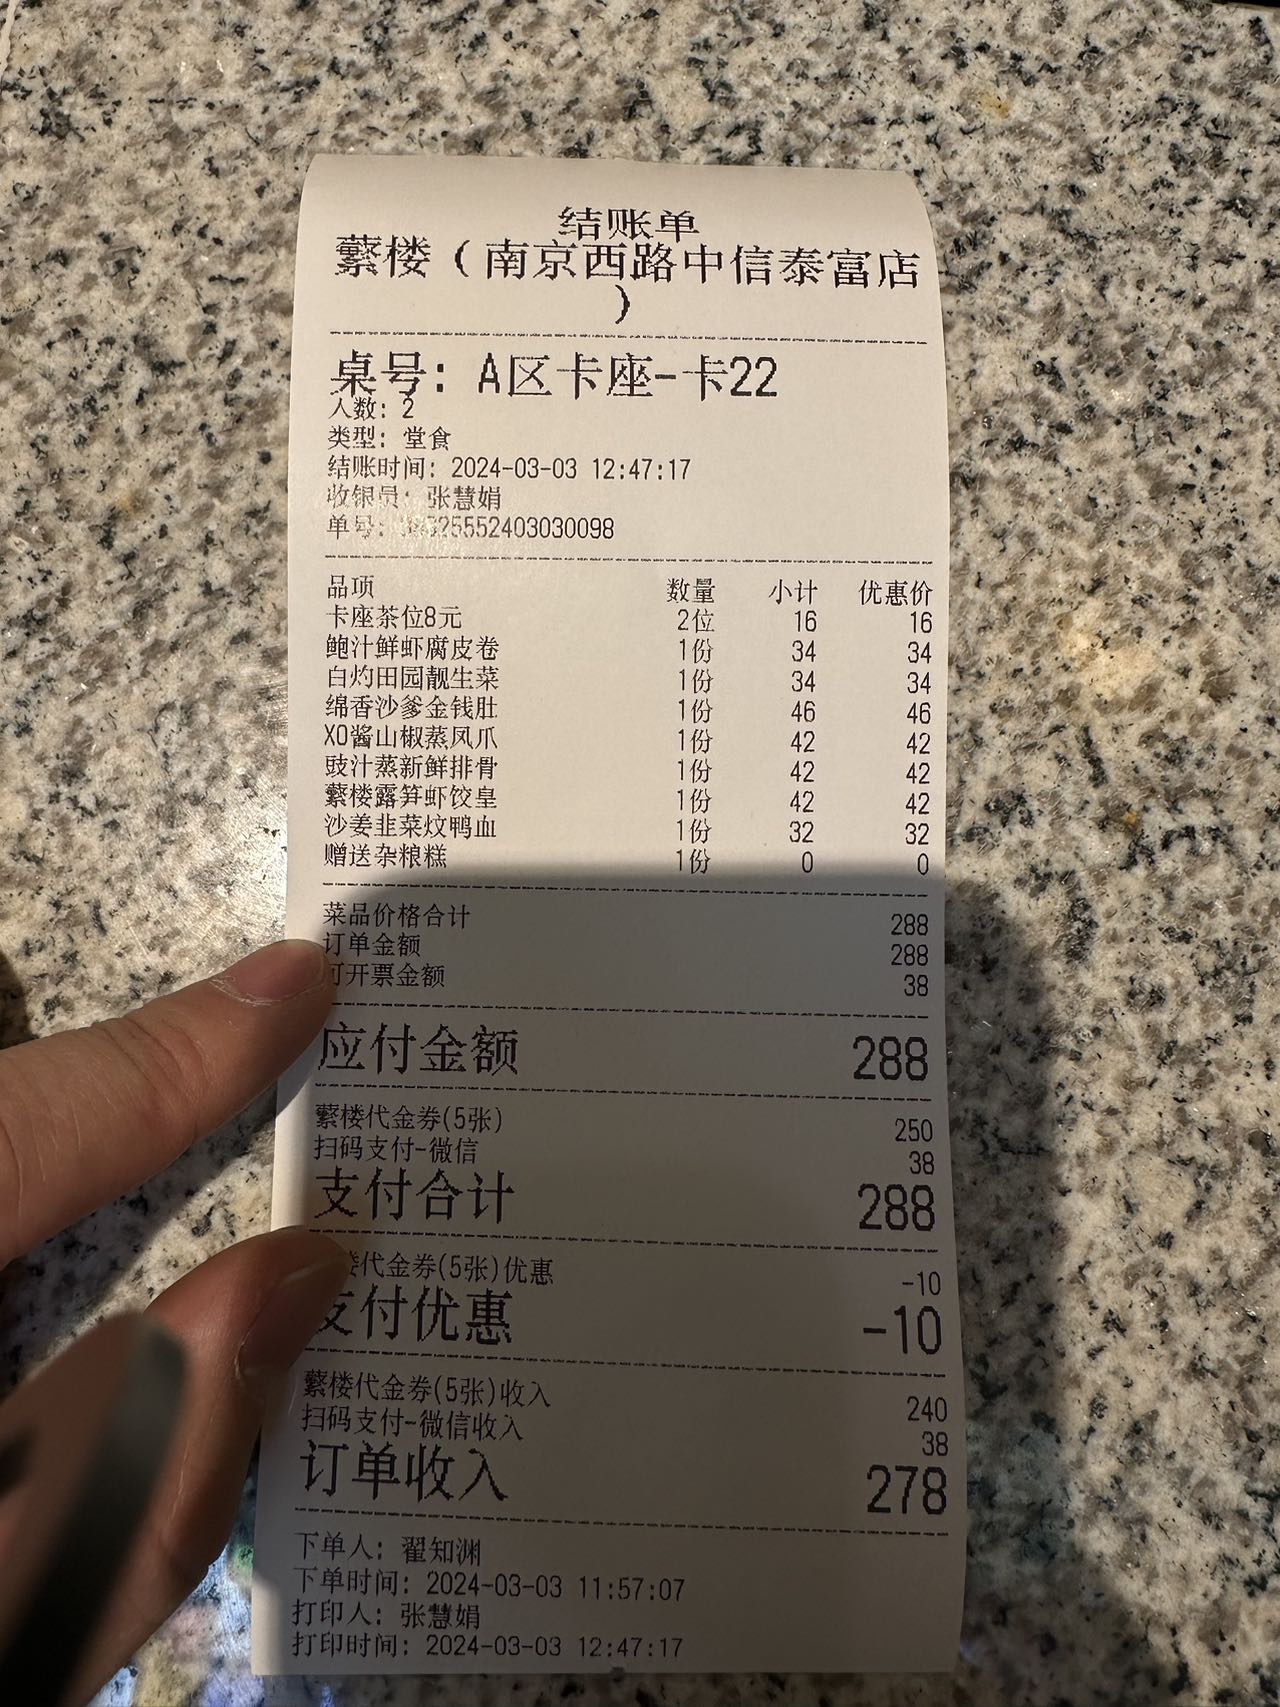 结账单
蘩楼（南京西路中信泰富店
）
桌号: A区卡座-卡22
人数: 2
类型: 堂食
结账时间: 2024-03-03 12:47:17
收银员: 张慧娟
单号: 25552403030098
品项 数量 小计 优惠价
卡座茶位8元 2位 16 16
鲍汁鲜虾腐皮卷 1份 34 34
白灼田园靓生菜 1份 34 34
绵香沙爹金钱肚 1份 46 46
XO酱山椒蒸凤爪 1份 42 42
豉汁蒸新鲜排骨 1份 42 42
蘩楼露笋虾饺皇 1份 42 42
沙姜韭菜炆鸭血 1份 32 32
赠送杂粮糕 1份 0 0
菜品价格合计 288
订单金额 288
可开票金额 38
应付金额 288
蘩楼代金券(5张) 250
扫码支付-微信 38
支付合计 288
楼代金券(5张)优惠 -10
支付优惠 -10
蘩楼代金券(5张)收入 240
扫码支付-微信收入 38
订单收入 278
下单人: 翟知渊
下单时间: 2024-03-03 11:57:07
打印人: 张慧娟
打印时间: 2024-03-03 12:47:17